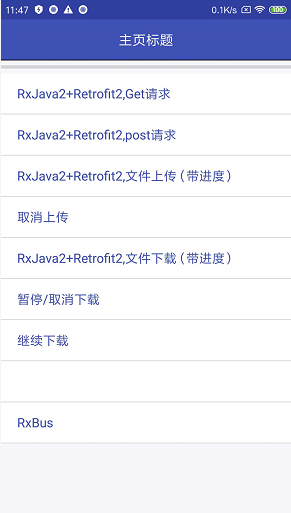 11:47
0.1K/s
100
主页标题
RxJava2+Retrofit2,Get请求
RxJava2+Retrofit2,post请求
RxJava2+Retrofit2,文件上传（带进度）
取消上传
RxJava2+Retrofit2,文件下载（带进度）
暂停/取消下载
继续下载
RxBus